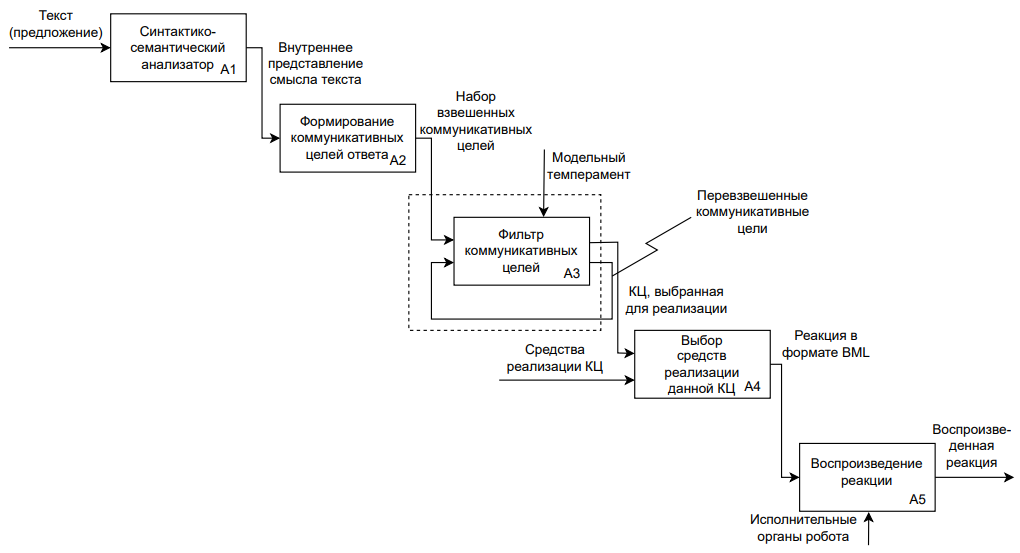 Текст
(предложение)
Синтактико-
семантический
анализатор
A1
Внутреннее
представление
смысла текста
Формирование
коммуникативных
целей ответа
A2
Набор
взвешенных
коммуникативных
целей
Модельный
темперамент
Перевзвешенные
коммуникативные
цели
Фильтр
коммуникативных
целей
A3
КЦ, выбранная
для реализации
Средства
реализации КЦ
Выбор
средств
реализации
данной КЦ
A4
Реакция в
формате BML
Воспроизведение
реакции
A5
Воспроизве-
денная
реакция
Исполнительные
органы робота